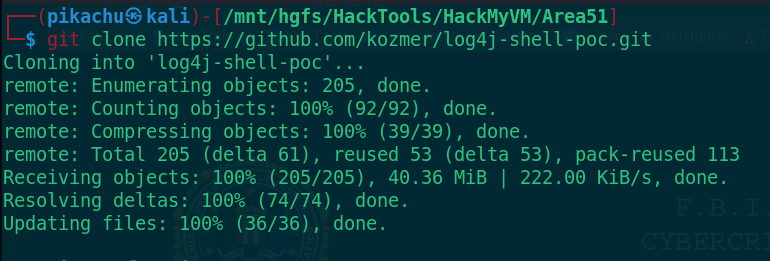 (pikachu㉿kali)-[/mnt/hgfs/HackTools/HackMyVM/Area51]
$ git clone https://github.com/kozmer/log4j-shell-poc.git
Cloning into 'log4j-shell-poc'...
remote: Enumerating objects: 205, done.
remote: Counting objects: 100% (92/92), done.
remote: Compressing objects: 100% (39/39), done.
remote: Total 205 (delta 61), reused 53 (delta 53), pack-reused 113
Receiving objects: 100% (205/205), 40.36 MiB | 222.00 KiB/s, done.
Resolving deltas: 100% (74/74), done.
Updating files: 100% (36/36), done.
NetHunter
F.B.I.